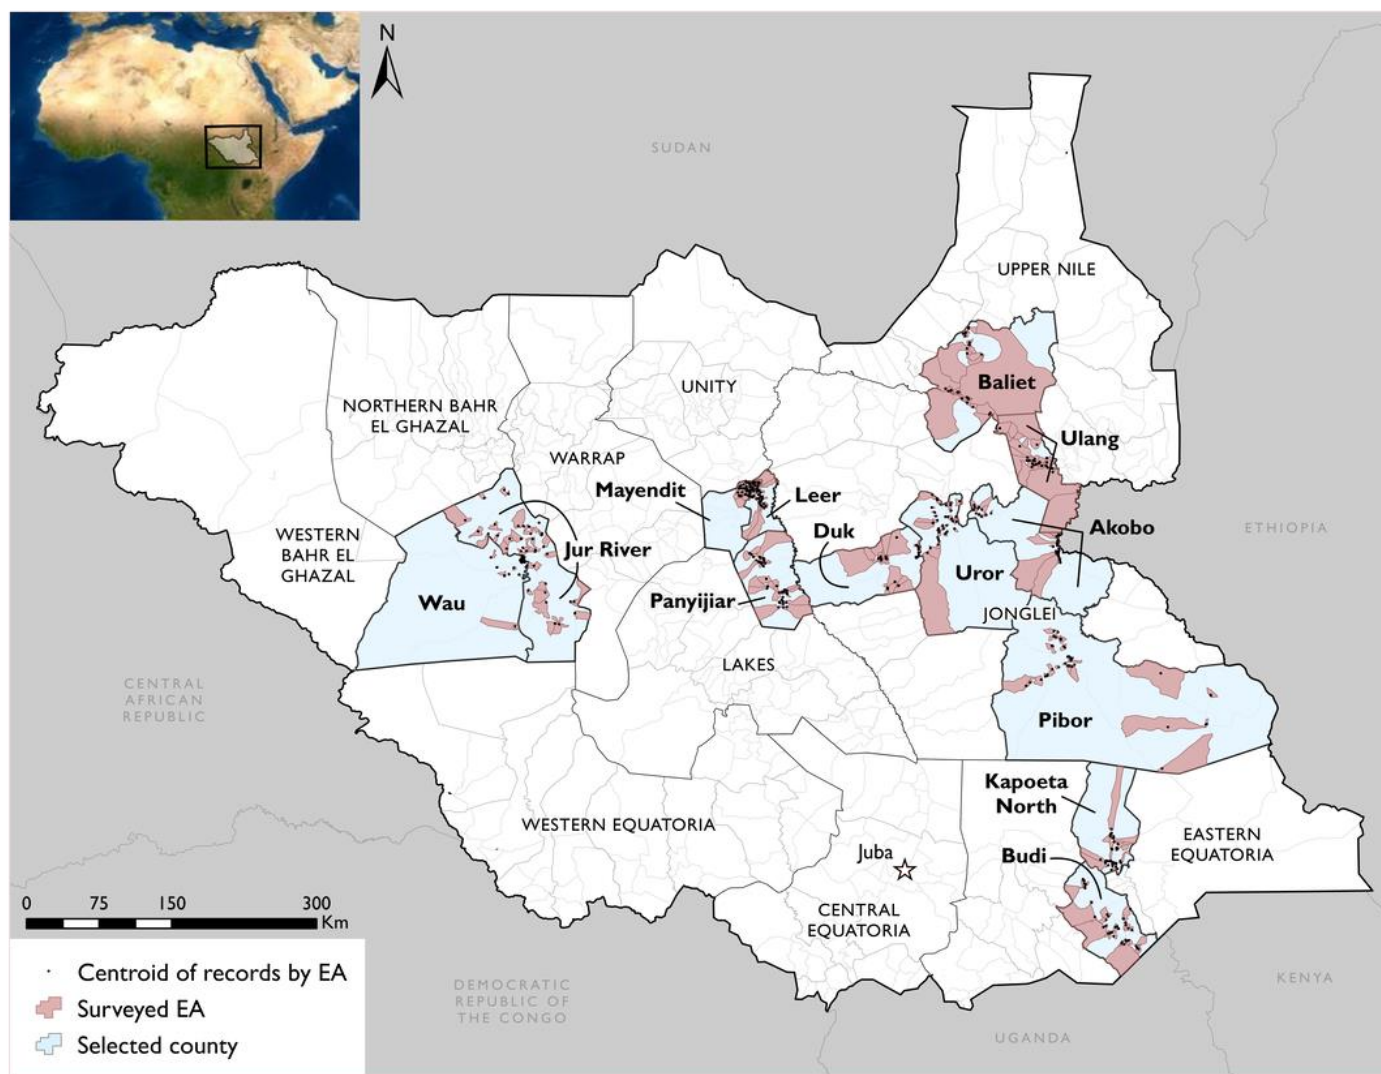 N
SUDAN
UPPER NILE
Baliet
UNITY
NORTHERN BAHR
EL GHAZAL
Ulang
WARRAP
Mayendit
Leer
Duk
Akobo
ETHIOPIA
WESTERN
BAHR EL
GHAZAL
Jur River
Uror
Wau
Panyijiar
JONGLEI
LAKES
CENTRAL
AFRICAN
REPUBLIC
Pibor
Kapoeta
North
WESTERN EQUATORIA
EASTERN
EQUATORIA
Juba
Budi
CENTRAL
EQUATORIA
0 75 150 300
Km
Centroid of records by EA
Surveyed EA
Selected county
DEMOCRATIC
REPUBLIC OF
THE CONGO
KENYA
UGANDA